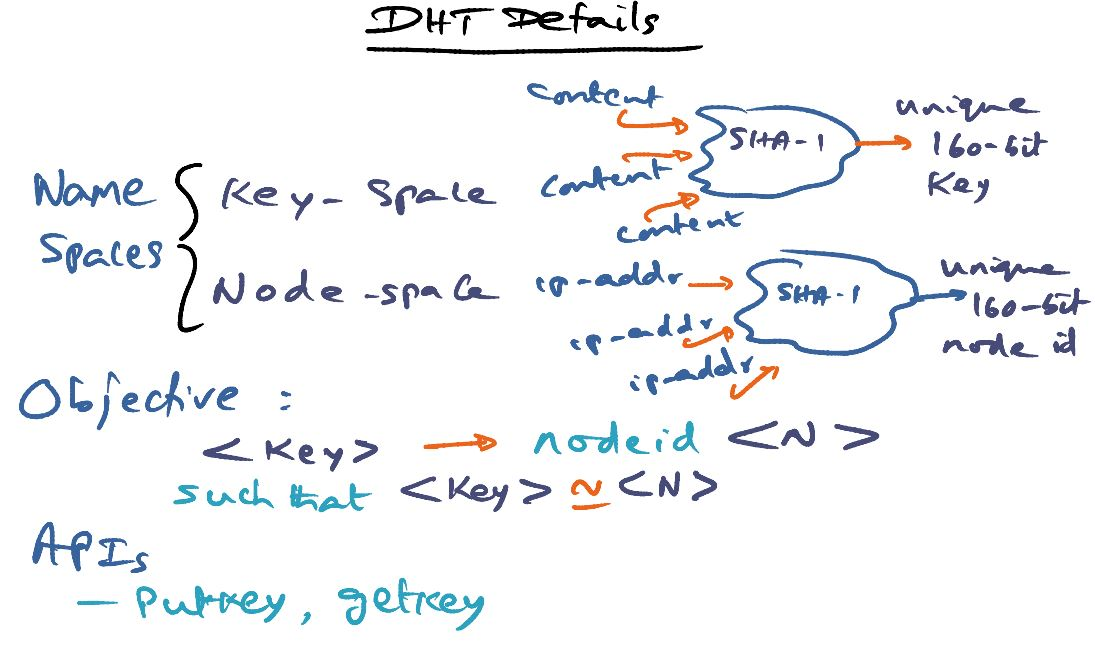 DHT Details
content
SHA-1
unique
160-bit
Key
content
content
Name
Spaces
Key- Space
Node-space
ip-addr
SHA-1
unique
160-bit
node id
ip-addr
ip-addr
Objective :
<Key> → nodeid <N>
such that <Key> ≃ <N>
APIs
— Putkey, getkey